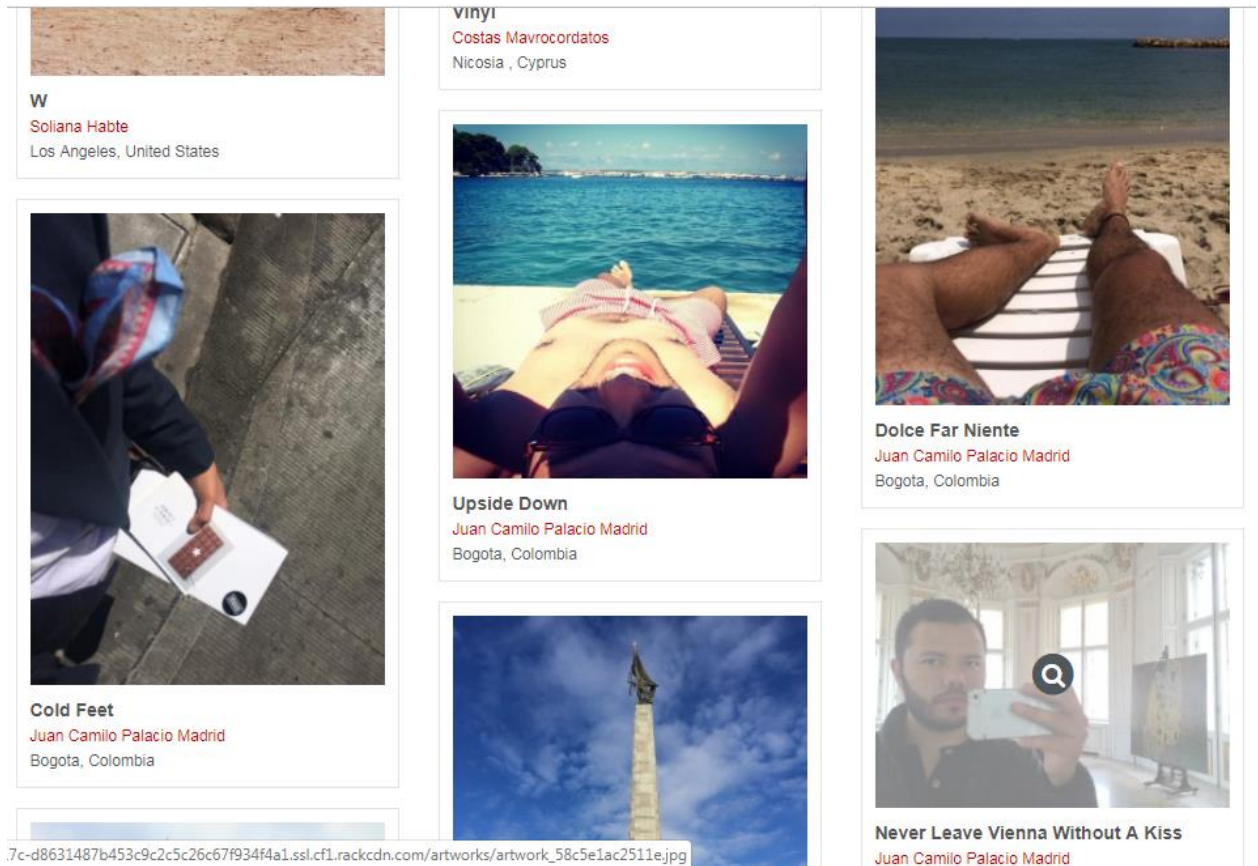 W
Soliana Habte
Los Angeles, United States
Cold Feet
Juan Camilo Palacio Madrid
Bogota, Colombia
Vinyl
Costas Mavrocordatos
Nicosia , Cyprus
Upside Down
Juan Camilo Palacio Madrid
Bogota, Colombia
Dolce Far Niente
Juan Camilo Palacio Madrid
Bogota, Colombia
Never Leave Vienna Without A Kiss
Juan Camilo Palacio Madrid
7c-d8631487b453c9c2c5c26c67f934f4a1.ssl.cf1.rackcdn.com/artworks/artwork_58c5e1ac2511e.jpg